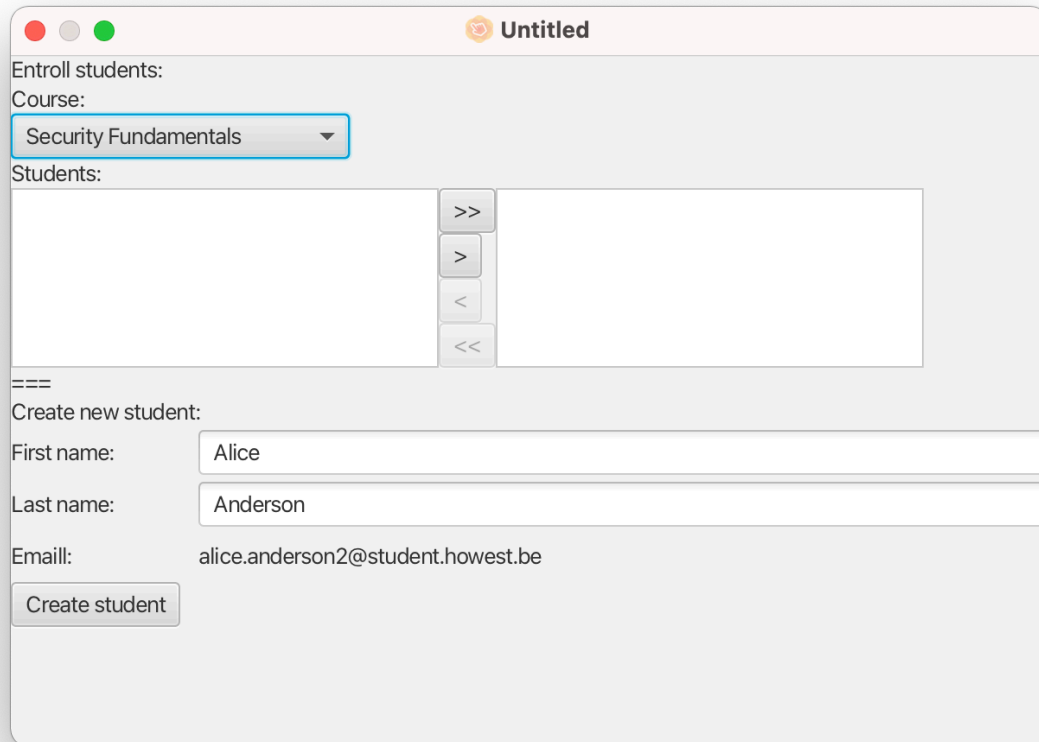 Untitled
Entroll students:
Course:
Security Fundamentals
Students:
>>
>
<
<<
===
Create new student:
First name: Alice
Last name: Anderson
Emaill: alice.anderson2@student.howest.be
Create student